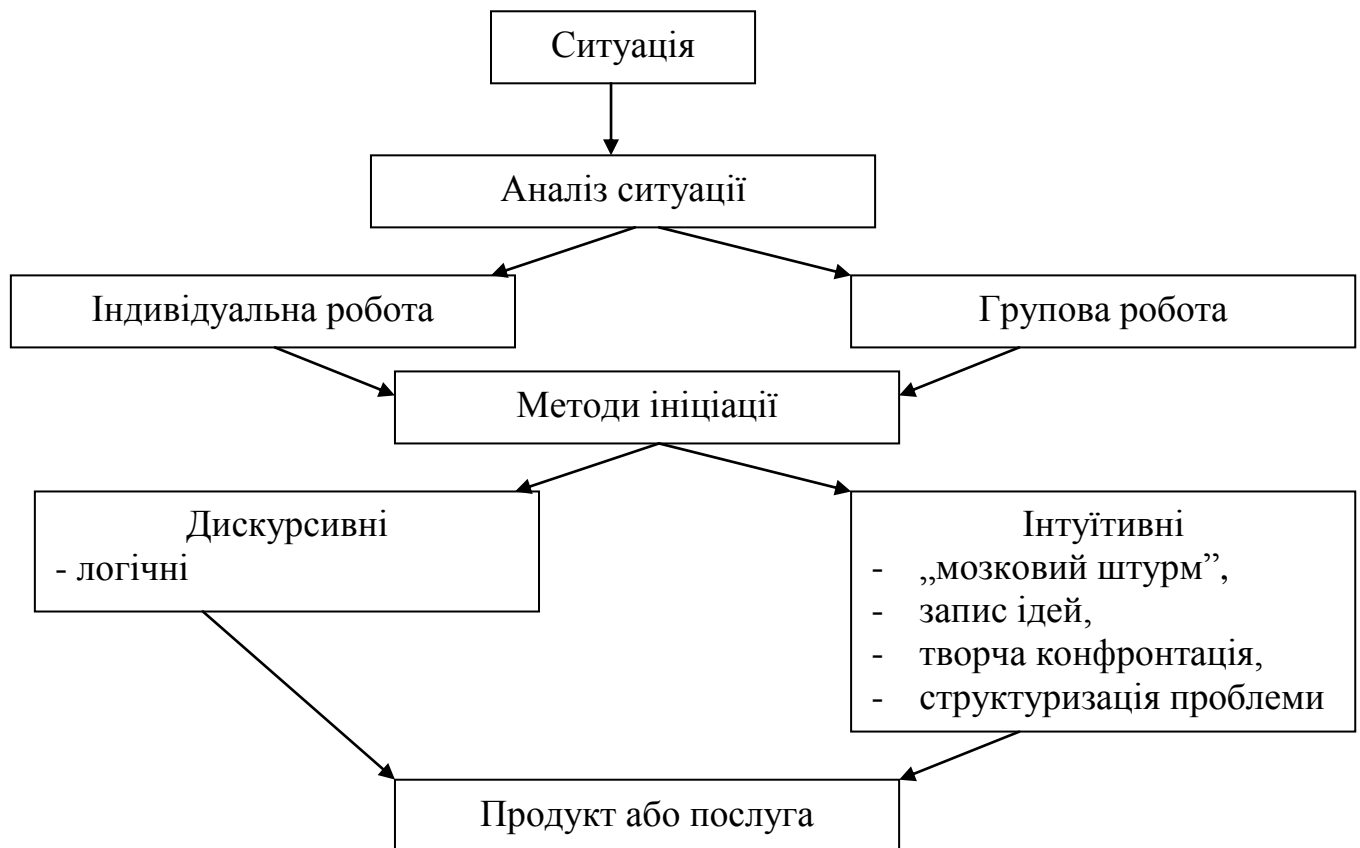 Ситуація
Аналіз ситуації
Індивідуальна робота
Групова робота
Методи ініціації
Дискурсивні
- логічні
Інтуїтивні
- „мозковий штурм”,
- запис ідей,
- творча конфронтація,
- структуризація проблеми
Продукт або послуга